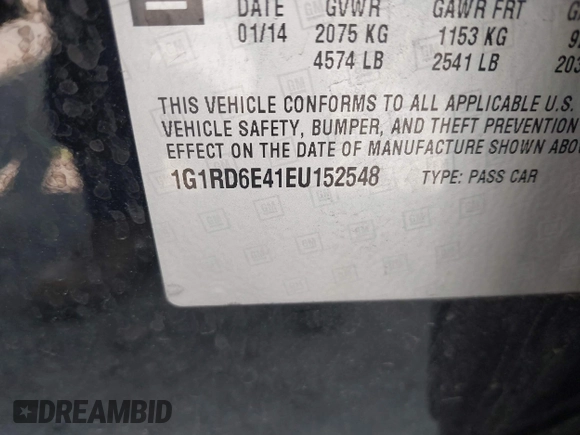 DATE GVWR GAWR FRT
01/14 2075 KG 1153 KG
4574 LB 2541 LB
THIS VEHICLE CONFORMS TO ALL APPLICABLE U.S.
VEHICLE SAFETY, BUMPER, AND THEFT PREVENTION
EFFECT ON THE DATE OF MANUFACTURE SHOWN ABO
1G1RD6E41EU152548 TYPE: PASS CAR
GM
DREAMBID